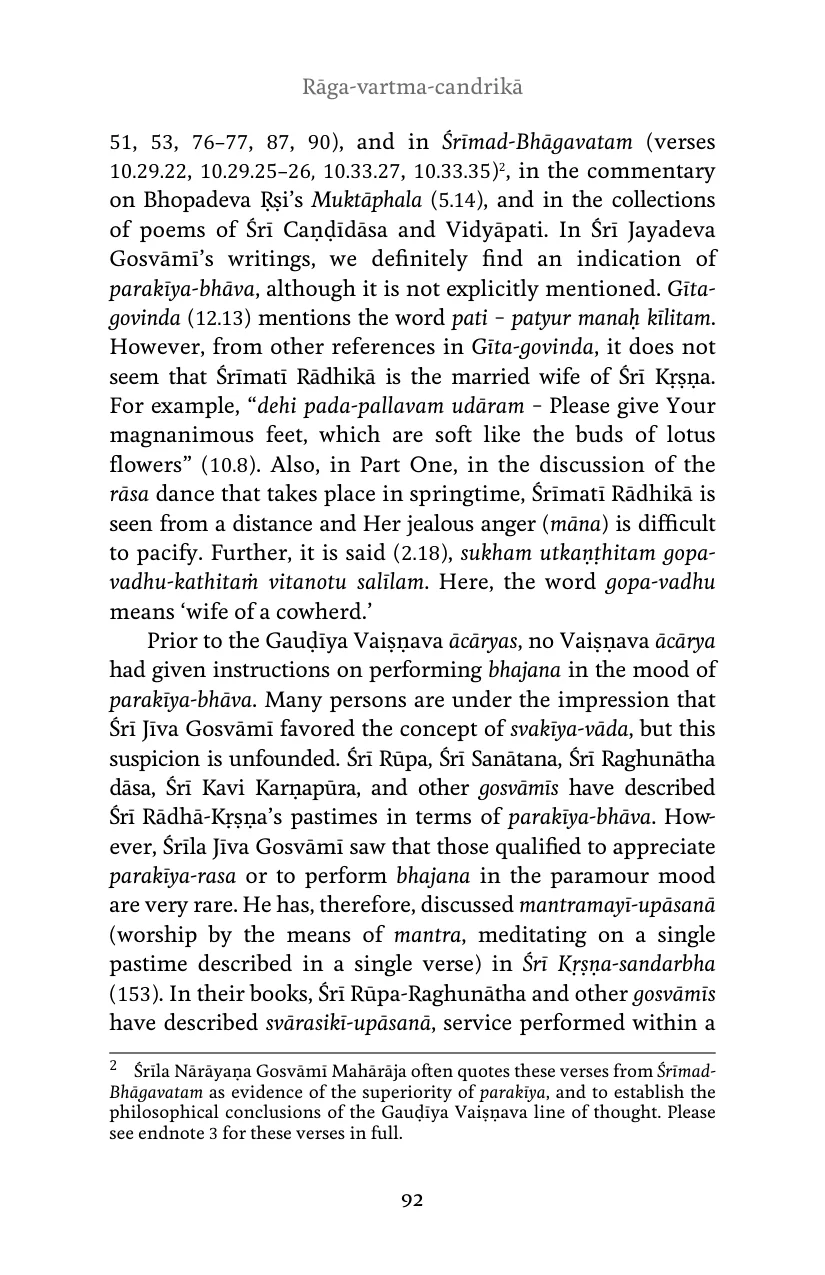 Rāga-vartma-candrikā
51, 53, 76–77, 87, 90), and in Śrīmad-Bhāgavatam (verses
10.29.22, 10.29.25–26, 10.33.27, 10.33.35)², in the commentary
on Bhopadeva Ṛṣi’s Muktāphala (5.14), and in the collections
of poems of Śrī Caṇḍīdāsa and Vidyāpati. In Śrī Jayadeva
Gosvāmī’s writings, we definitely find an indication of
parakīya-bhāva, although it is not explicitly mentioned. Gīta-
govinda (12.13) mentions the word pati – patyur manaḥ kīlitam.
However, from other references in Gīta-govinda, it does not
seem that Śrīmatī Rādhikā is the married wife of Śrī Kṛṣṇa.
For example, “dehi pada-pallavam udāram – Please give Your
magnanimous feet, which are soft like the buds of lotus
flowers” (10.8). Also, in Part One, in the discussion of the
rāsa dance that takes place in springtime, Śrīmatī Rādhikā is
seen from a distance and Her jealous anger (māna) is difficult
to pacify. Further, it is said (2.18), sukham utkaṇṭhitam gopa-
vadhu-kathitaṁ vitanotu salīlam. Here, the word gopa-vadhu
means ‘wife of a cowherd.’
Prior to the Gauḍīya Vaiṣṇava ācāryas, no Vaiṣṇava ācārya
had given instructions on performing bhajana in the mood of
parakīya-bhāva. Many persons are under the impression that
Śrī Jīva Gosvāmī favored the concept of svakīya-vāda, but this
suspicion is unfounded. Śrī Rūpa, Śrī Sanātana, Śrī Raghunātha
dāsa, Śrī Kavi Karṇapūra, and other gosvāmīs have described
Śrī Rādhā-Kṛṣṇa’s pastimes in terms of parakīya-bhāva. How-
ever, Śrīla Jīva Gosvāmī saw that those qualified to appreciate
parakīya-rasa or to perform bhajana in the paramour mood
are very rare. He has, therefore, discussed mantramayī-upāsanā
(worship by the means of mantra, meditating on a single
pastime described in a single verse) in Śrī Kṛṣṇa-sandarbha
(153). In their books, Śrī Rūpa-Raghunātha and other gosvāmīs
have described svārasikī-upāsanā, service performed within a
2 Śrīla Nārāyaṇa Gosvāmī Mahārāja often quotes these verses from Śrīmad-
Bhāgavatam as evidence of the superiority of parakīya, and to establish the
philosophical conclusions of the Gauḍīya Vaiṣṇava line of thought. Please
see endnote 3 for these verses in full.
92